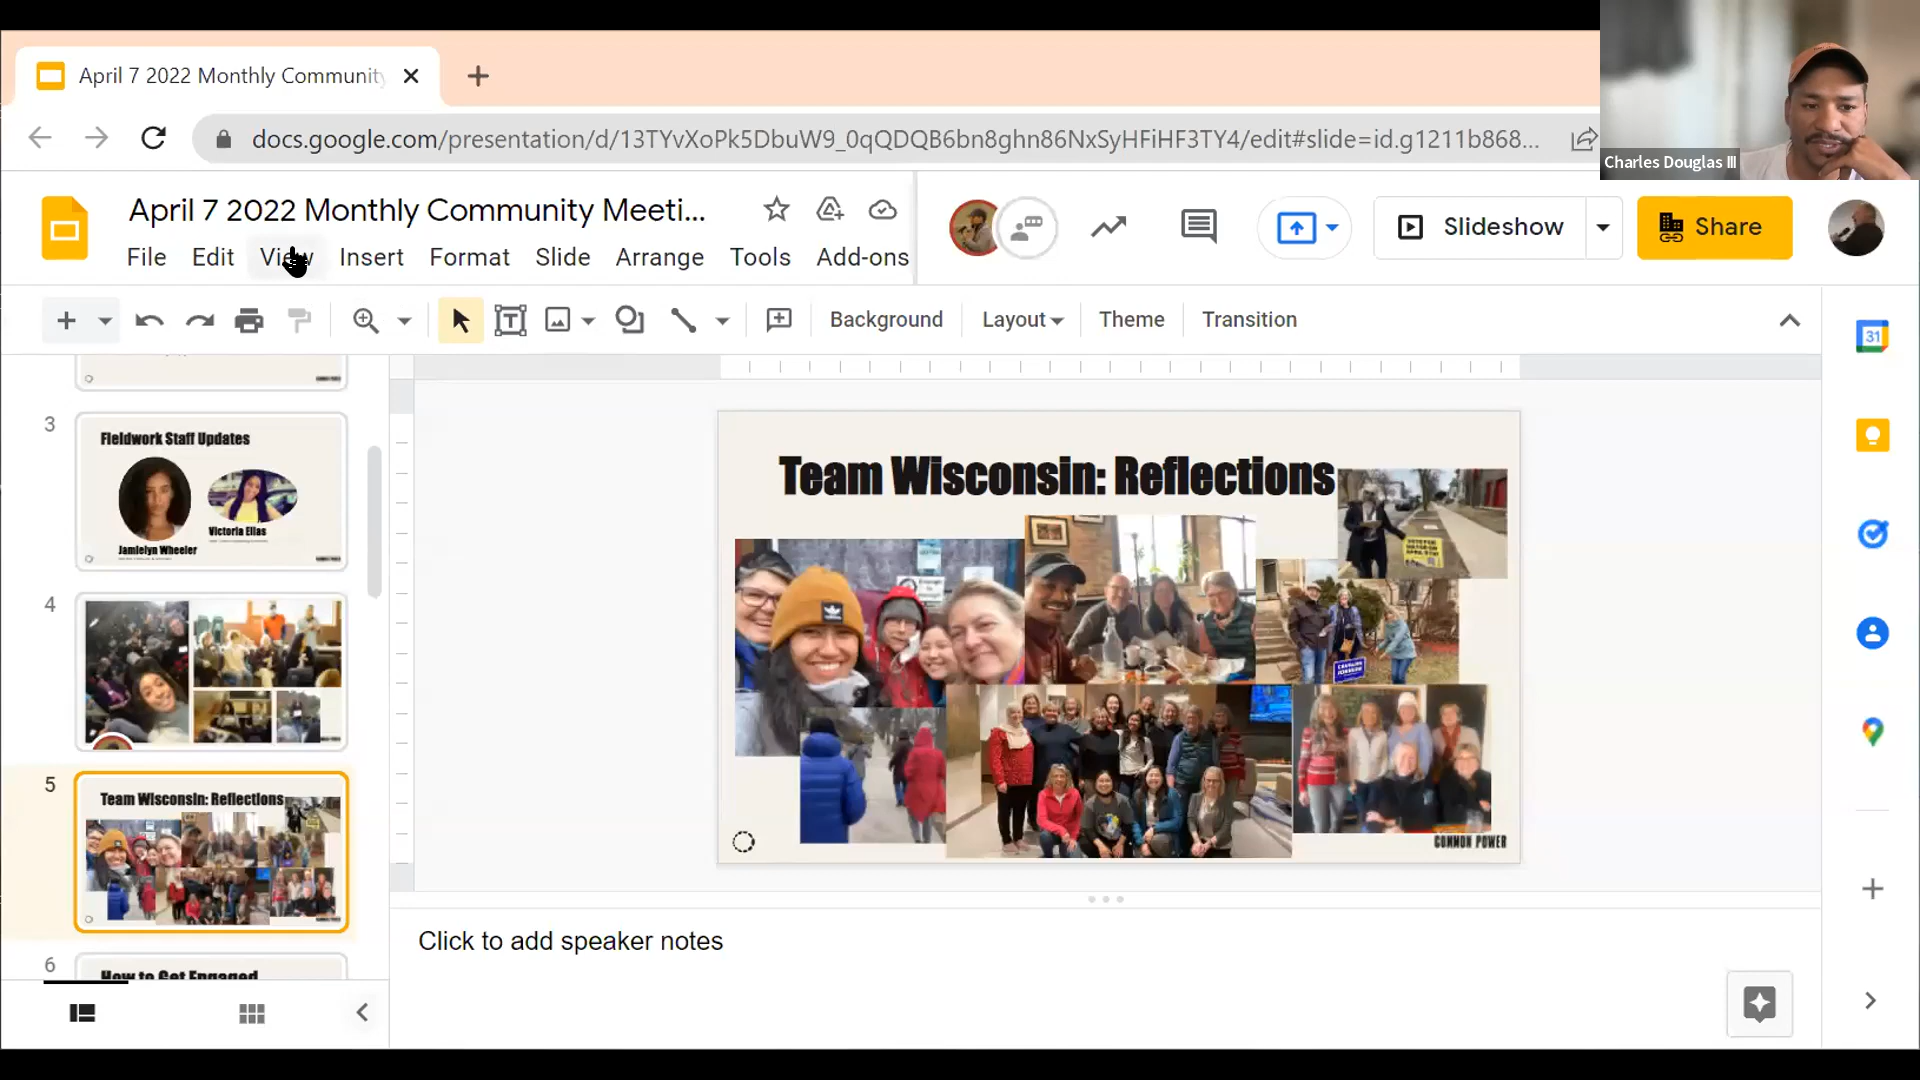 April 7 2022 Monthly Community
docs.google.com/presentation/d/13TYvXoPk5DbuW9_0qQDQB6bn8ghn86NxSyHFiHF3TY4/edit#slide=id.g1211b868...
Charles Douglas III
April 7 2022 Monthly Community Meeti...
File Edit View Insert Format Slide Arrange Tools Add-ons
Slideshow
Share
Background Layout Theme Transition
31
3
Fieldwork Staff Updates
Victoria Elias
Jamielyn Wheeler
4
5
Team Wisconsin: Reflections
6
How to Get Engaged
Team Wisconsin: Reflections
COMMON POWER
Click to add speaker notes